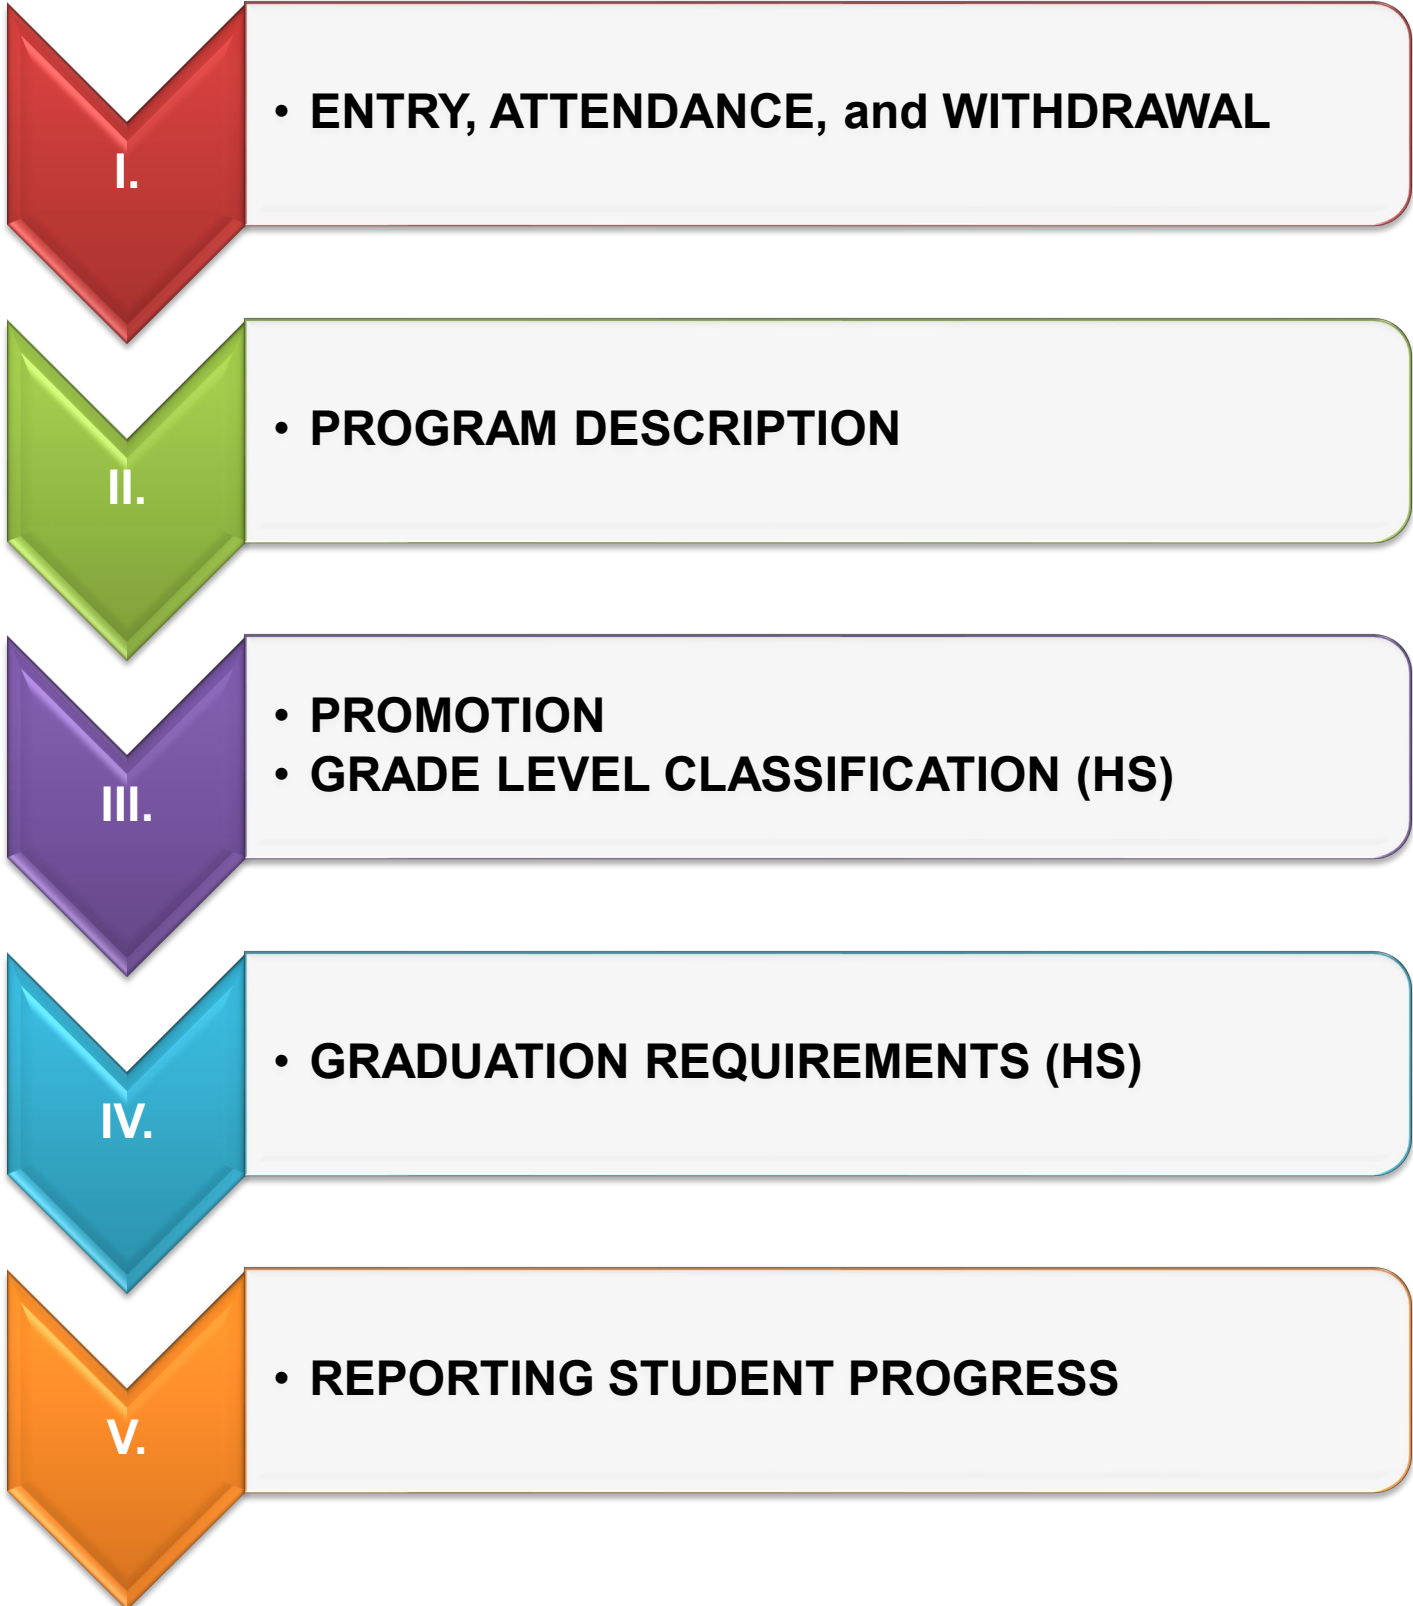 I.
• ENTRY, ATTENDANCE, and WITHDRAWAL
II.
• PROGRAM DESCRIPTION
III.
• PROMOTION
• GRADE LEVEL CLASSIFICATION (HS)
IV.
• GRADUATION REQUIREMENTS (HS)
V.
• REPORTING STUDENT PROGRESS